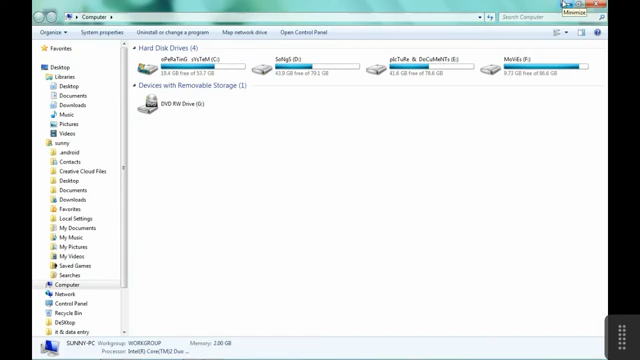 Minimize
Computer
Search Computer
Organize
System properties
Uninstall or change a program
Map network drive
Open Control Panel
Favorites
Desktop
Libraries
Desktop
Documents
Downloads
Music
Pictures
Videos
sunny
.android
Contacts
Creative Cloud Files
Desktop
Documents
Downloads
Favorites
Local Settings
My Documents
My Music
My Pictures
My Videos
Saved Games
Searches
Computer
Network
Control Panel
Recycle Bin
DeSKtop
it & data entry
Hard Disk Drives (4)
oPeRaTinG sYsTeM (C:)
18.4 GB free of 53.7 GB
SoNgS (D:)
43.9 GB free of 79.1 GB
pIcTuRe & DoCuMeNTs (E:)
41.6 GB free of 78.6 GB
MoViEs (F:)
9.73 GB free of 86.6 GB
Devices with Removable Storage (1)
DVD RW Drive (G:)
SUNNY-PC
Workgroup: WORKGROUP
Memory: 2.00 GB
Processor: Intel(R) Core(TM)2 Duo ...